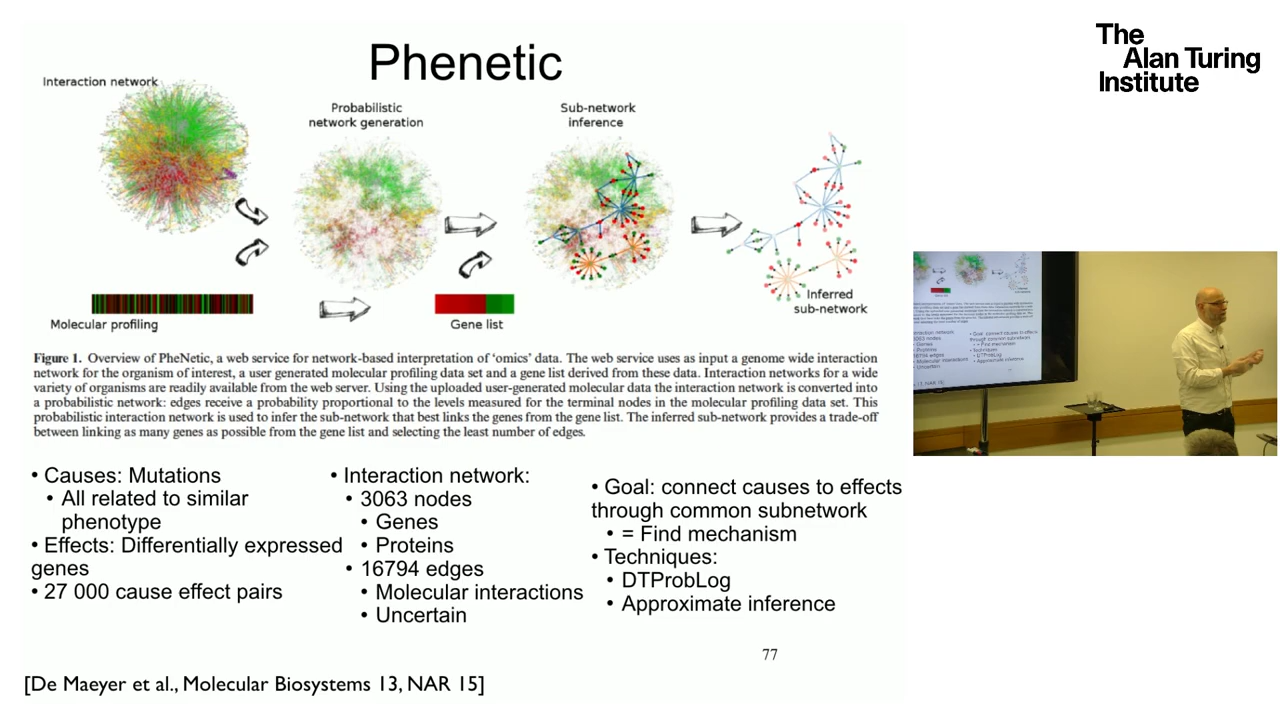 Phenetic
The
Alan Turing
Institute
Interaction network
Probabilistic
network generation
Sub-network
inference
Molecular profiling
Gene list
Inferred
sub-network
Figure 1. Overview of PheNetic, a web service for network-based interpretation of ‘omics’ data. The web service uses as input a genome wide interaction
network for the organism of interest, a user generated molecular profiling data set and a gene list derived from these data. Interaction networks for a wide
variety of organisms are readily available from the web server. Using the uploaded user-generated molecular data the interaction network is converted into
a probabilistic network: edges receive a probability proportional to the levels measured for the terminal nodes in the molecular profiling data set. This
probabilistic interaction network is used to infer the sub-network that best links the genes from the gene list. The inferred sub-network provides a trade-off
between linking as many genes as possible from the gene list and selecting the least number of edges.
• Causes: Mutations
• All related to similar
phenotype
• Effects: Differentially expressed
genes
• 27 000 cause effect pairs
• Interaction network:
• 3063 nodes
• Genes
• Proteins
• 16794 edges
• Molecular interactions
• Uncertain
• Goal: connect causes to effects
through common subnetwork
• = Find mechanism
• Techniques:
• DTProbLog
• Approximate inference
77
[De Maeyer et al., Molecular Biosystems 13, NAR 15]